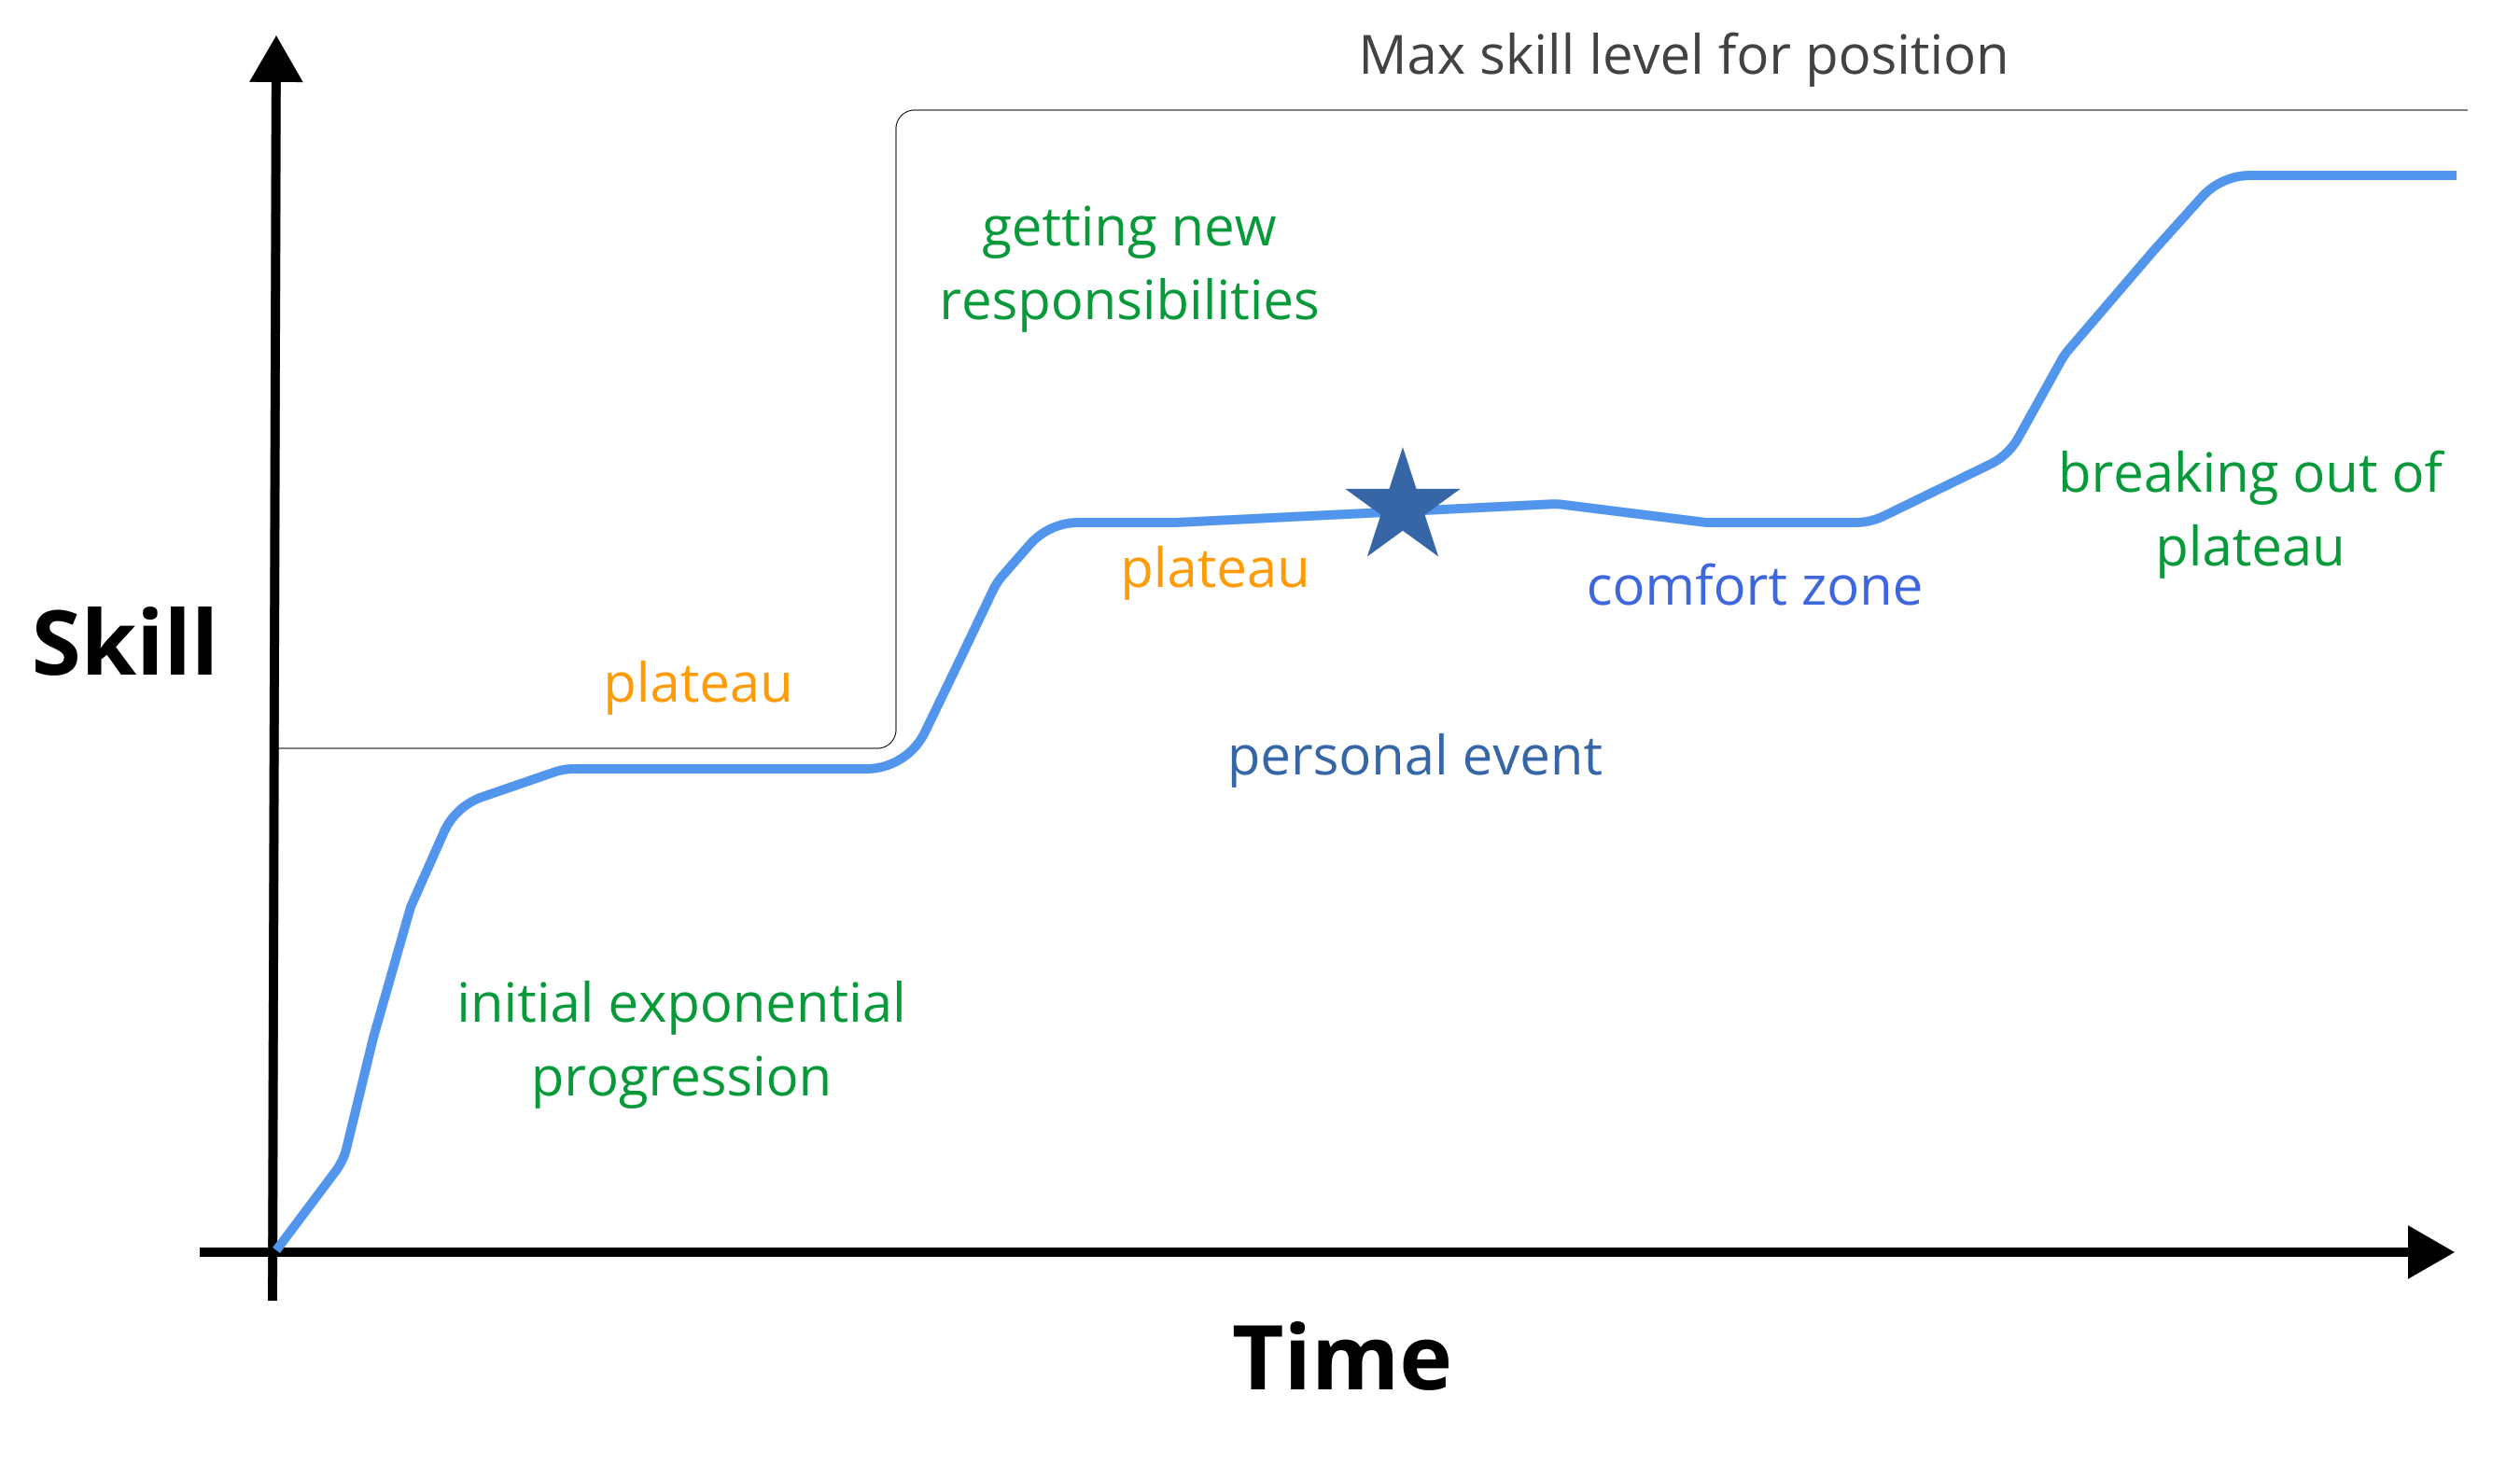 Max skill level for position
getting new
responsibilities
breaking out of
plateau
plateau
comfort zone
Skill
plateau
personal event
initial exponential
progression
Time